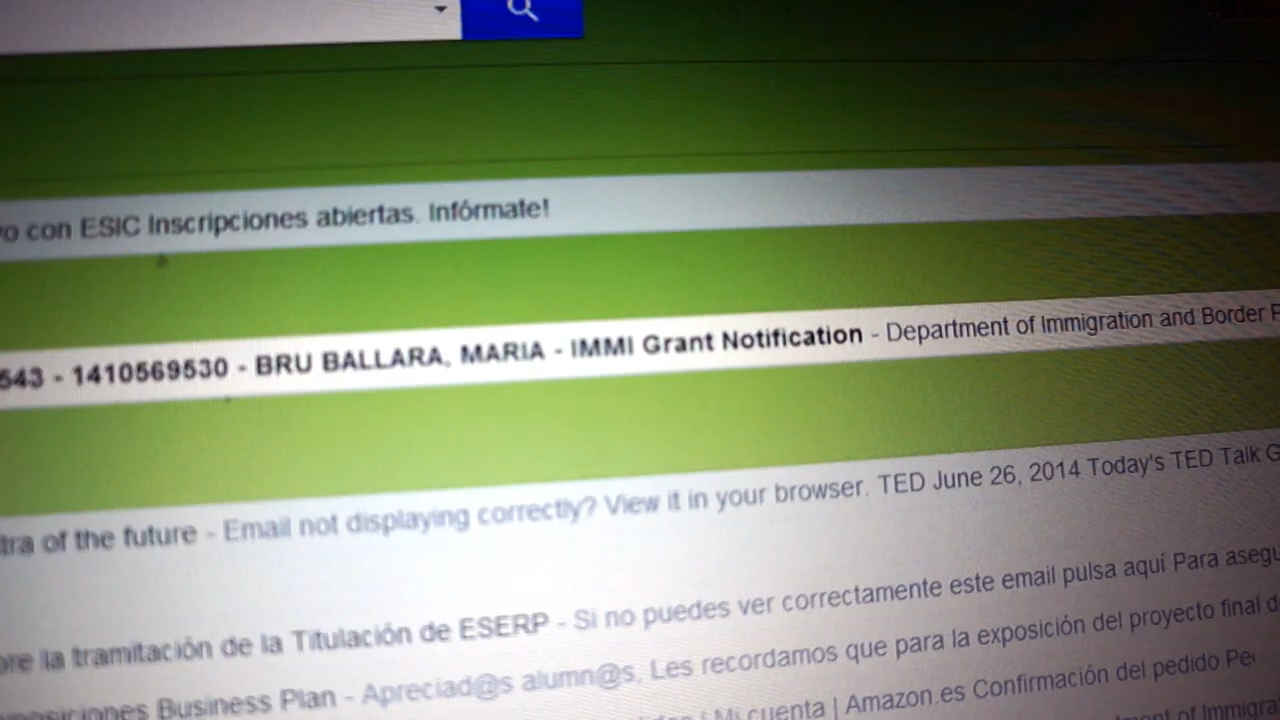 con ESIC Inscripciones abiertas. Infórmate!
543 - 1410569530 - BRU BALLARA, MARIA - IMMI Grant Notification - Department of Immigration and Border
of the future - Email not displaying correctly? View it in your browser. TED June 26, 2014 Today's TED Talk
la tramitación de la Titulación de ESERP - Si no puedes ver correctamente este email pulsa aquí Para
Business Plan - Apreciad@s alumn@s, Les recordamos que para la exposición del proyecto final
| Mi cuenta | Amazon.es Confirmación del pedido
of Immigra